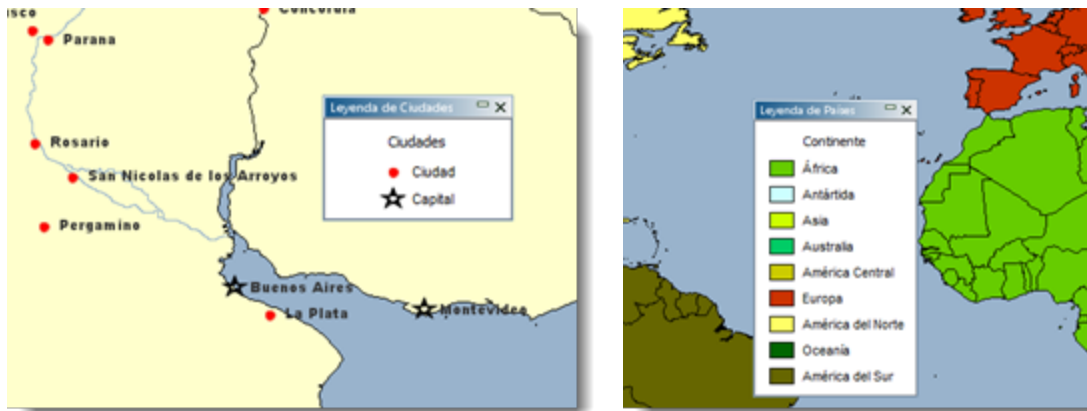 Concordia
Parana
Rosario
San Nicolas de los Arroyos
Pergamino
Buenos Aires
La Plata
Montevideo
Leyenda de Ciudades
Ciudades
Ciudad
Capital
Leyenda de Países
Continente
África
Antártida
Asia
Australia
América Central
Europa
América del Norte
Oceanía
América del Sur